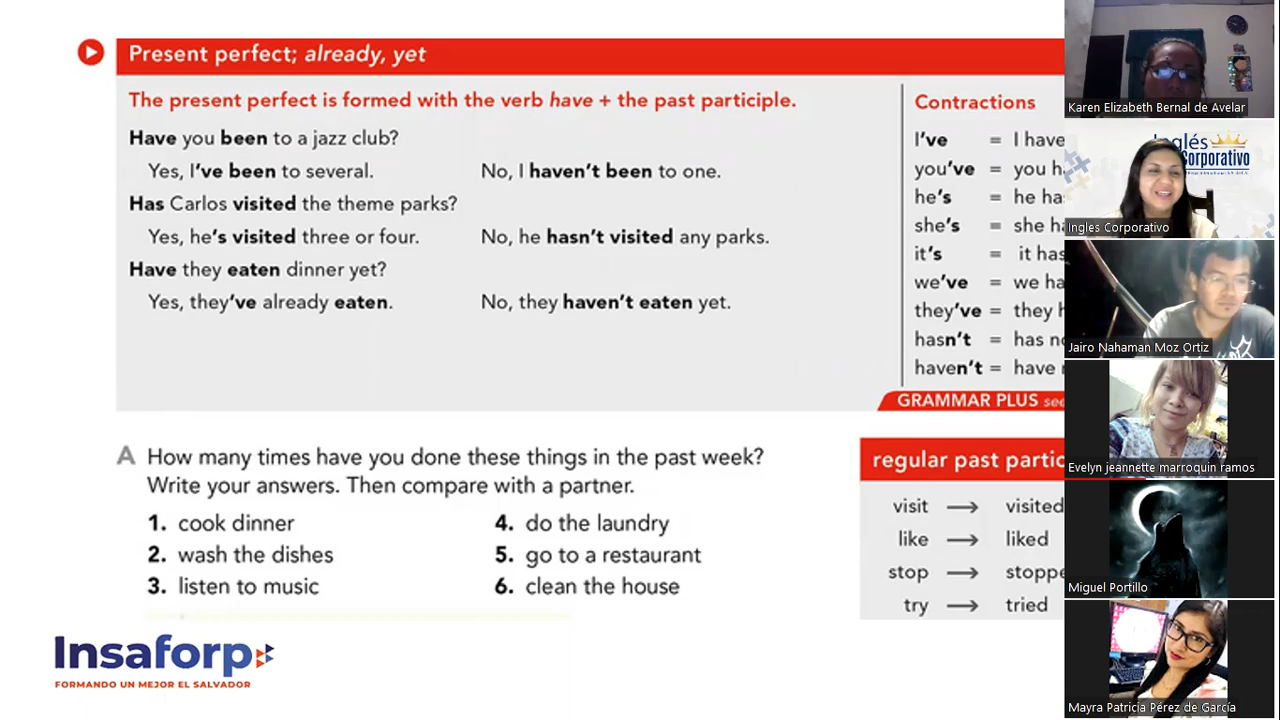 Present perfect; already, yet
The present perfect is formed with the verb have + the past participle.
Have you been to a jazz club?
Yes, I've been to several. No, I haven't been to one.
Has Carlos visited the theme parks?
Yes, he's visited three or four. No, he hasn't visited any parks.
Have they eaten dinner yet?
Yes, they've already eaten. No, they haven't eaten yet.
Contractions
I've = I have
you've = you
he's = he
she's = she
it's = it has
we've = we
they've = they
hasn't = has
haven't = have
GRAMMAR PLUS
A How many times have you done these things in the past week?
Write your answers. Then compare with a partner.
1. cook dinner
2. wash the dishes
3. listen to music
4. do the laundry
5. go to a restaurant
6. clean the house
regular past
visit → visited
like → liked
stop →
try → tried
Insaforp
FORMANDO UN MEJOR EL SALVADOR
Karen Elizabeth Bernal de Avelar
Inglés
Corporativo
Ingles Corporativo
Jairo Nahaman Moz Ortiz
Evelyn jeannette marroquin ramos
Miguel Portillo
Mayra Patricia Pérez de García